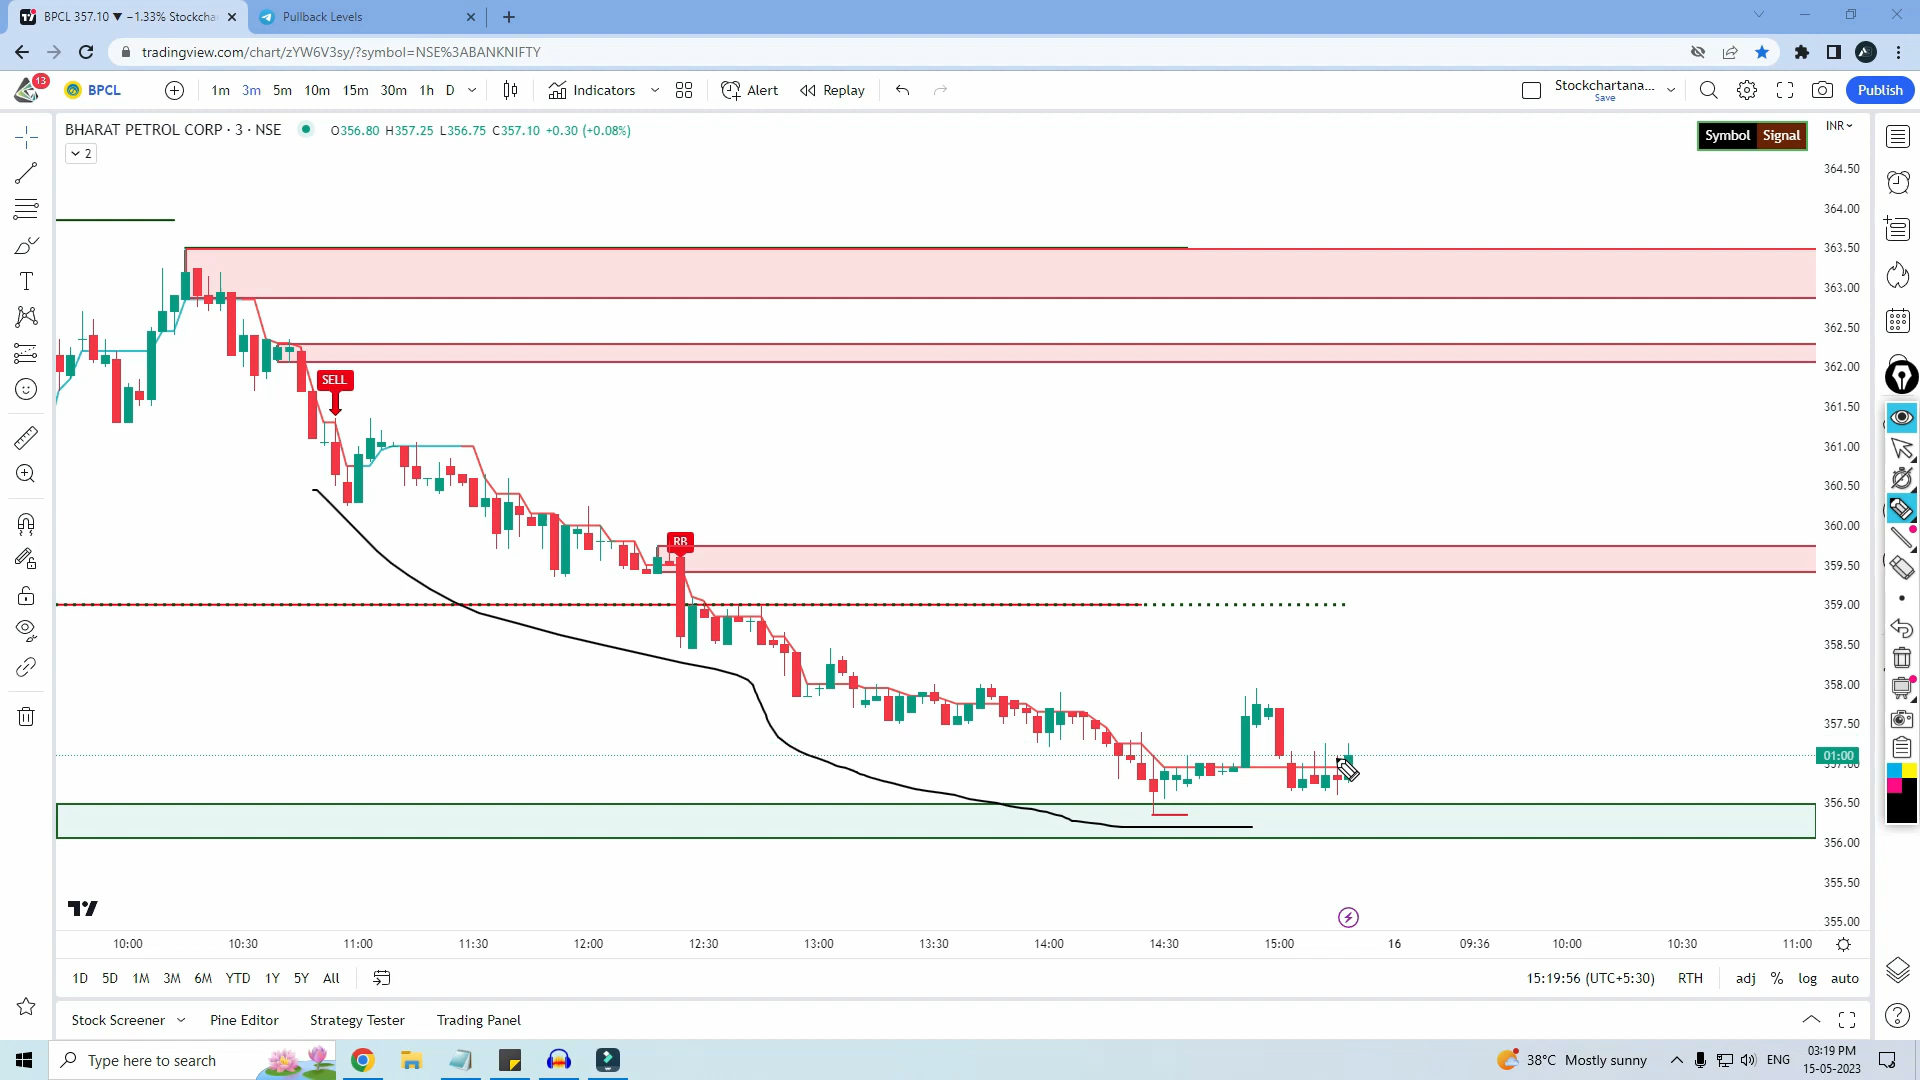 BPCL 357.10 ▼ −1.33% Stockcha
Pullback Levels
tradingview.com/chart/zYW6V3sy/?symbol=NSE%3ABANKNIFTY
13
BPCL
1m 3m 5m 10m 15m 30m 1h D
Indicators
Alert
Replay
Stockchartana...
Save
Publish
BHARAT PETROL CORP · 3 · NSE
O356.80 H357.25 L356.75 C357.10 +0.30 (+0.08%)
2
Symbol Signal
INR
364.50
364.00
363.50
363.00
362.50
362.00
361.50
361.00
360.50
360.00
359.50
359.00
358.50
358.00
357.50
01:00
357.00
356.50
356.00
355.50
355.00
SELL
RB
10:00 10:30 11:00 11:30 12:00 12:30 13:00 13:30 14:00 14:30 15:00 16 09:36 10:00 10:30 11:00
1D 5D 1M 3M 6M YTD 1Y 5Y All
15:19:56 (UTC+5:30) RTH adj % log auto
Stock Screener Pine Editor Strategy Tester Trading Panel
Type here to search
38°C Mostly sunny
ENG
03:19 PM
15-05-2023